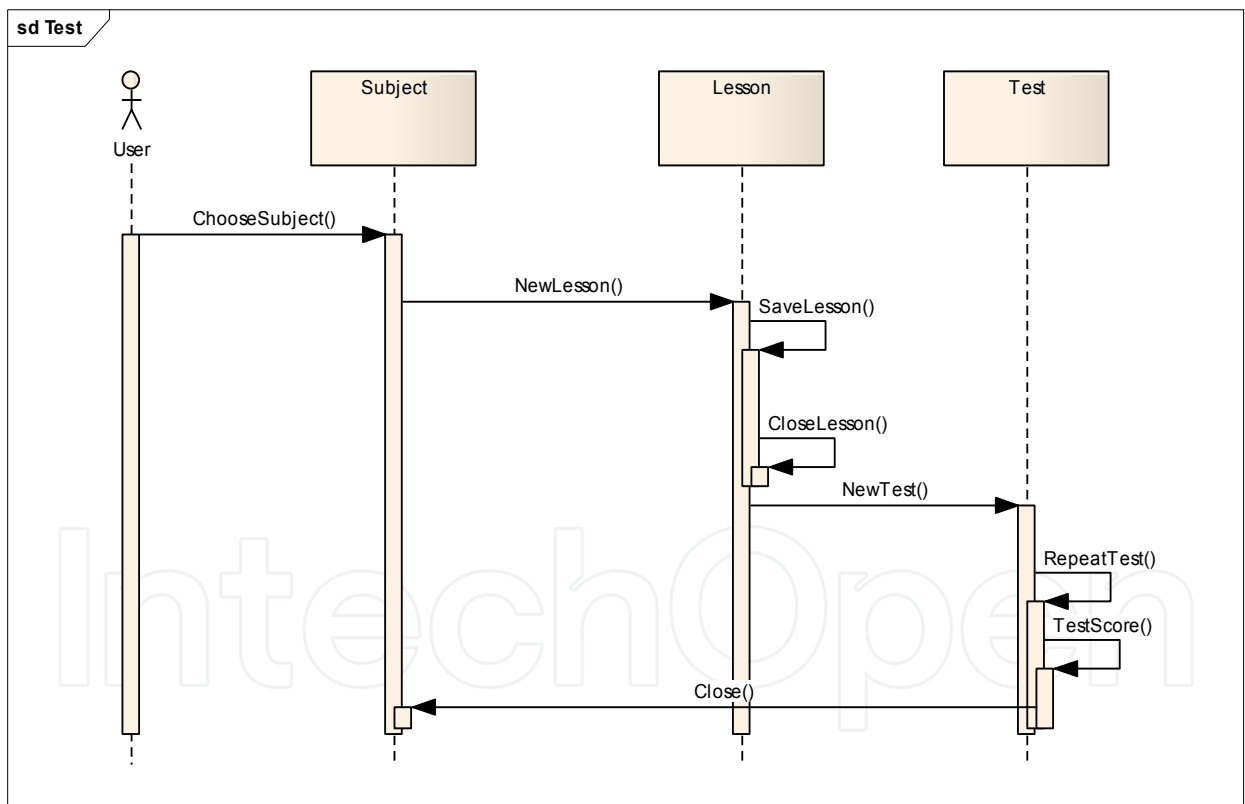 sd Test
User
Subject
Lesson
Test
ChooseSubject()
NewLesson()
SaveLesson()
CloseLesson()
NewTest()
RepeatTest()
TestScore()
Close()
IntechOpen